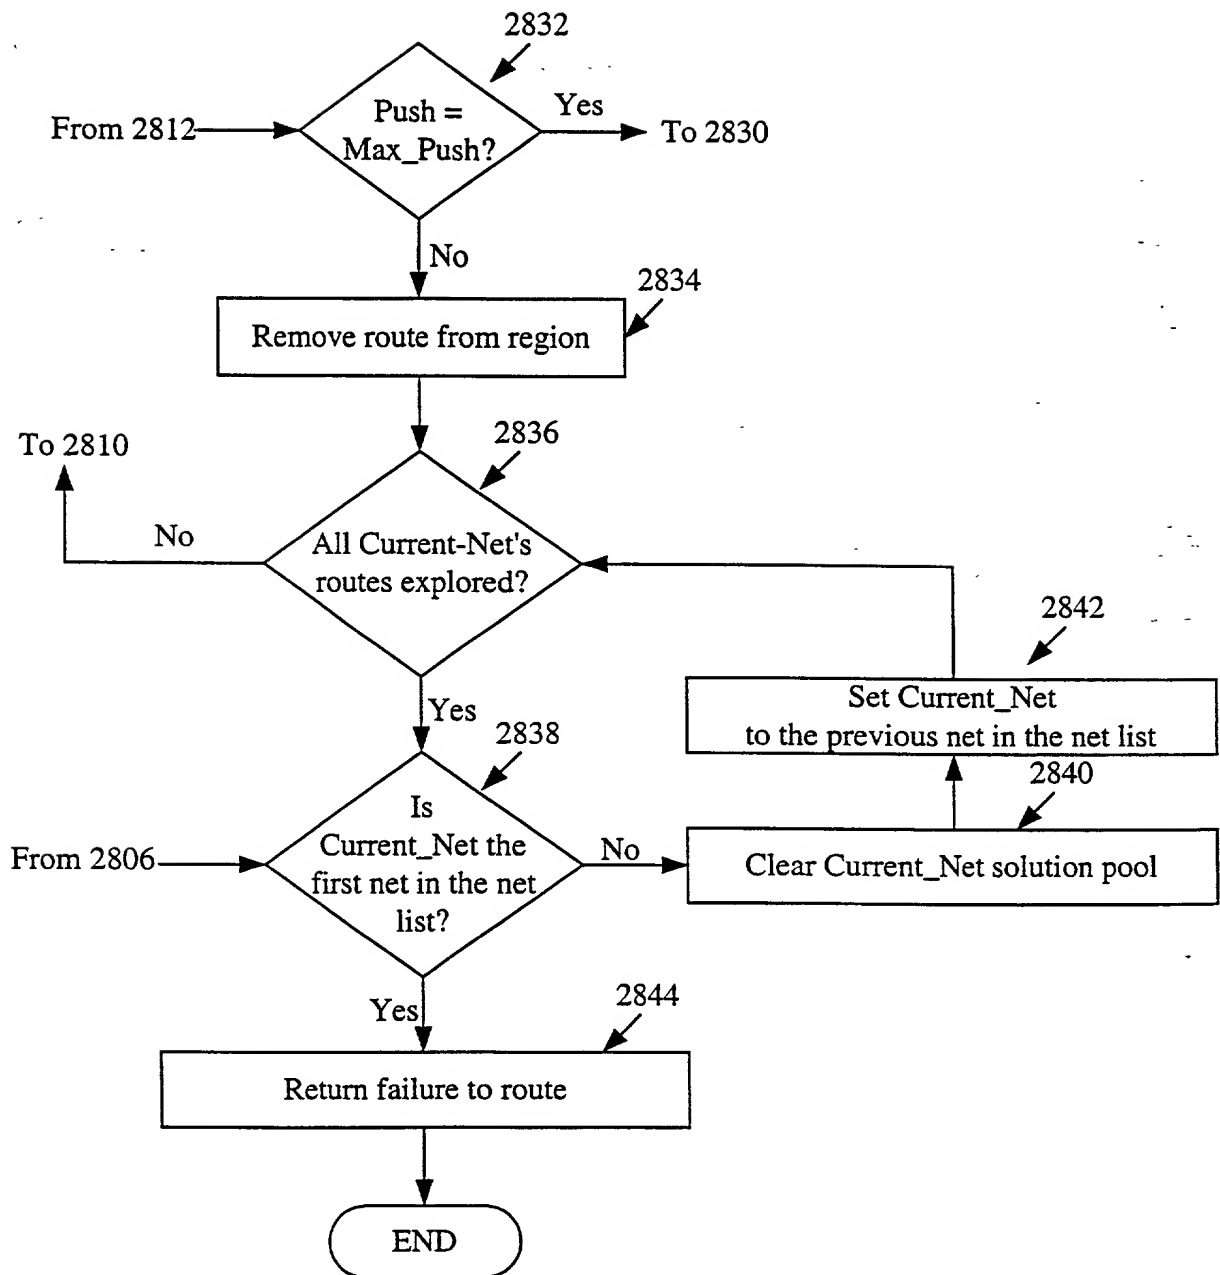 2832
Push =
Max_Push?
From 2812
Yes
To 2830
No
2834
Remove route from region
To 2810
2836
No
All Current-Net's
routes explored?
2842
Set Current_Net
to the previous net in the net list
Yes
2838
2840
Is
Current_Net the
first net in the net
list?
From 2806
No
Clear Current_Net solution pool
Yes
2844
Return failure to route
END